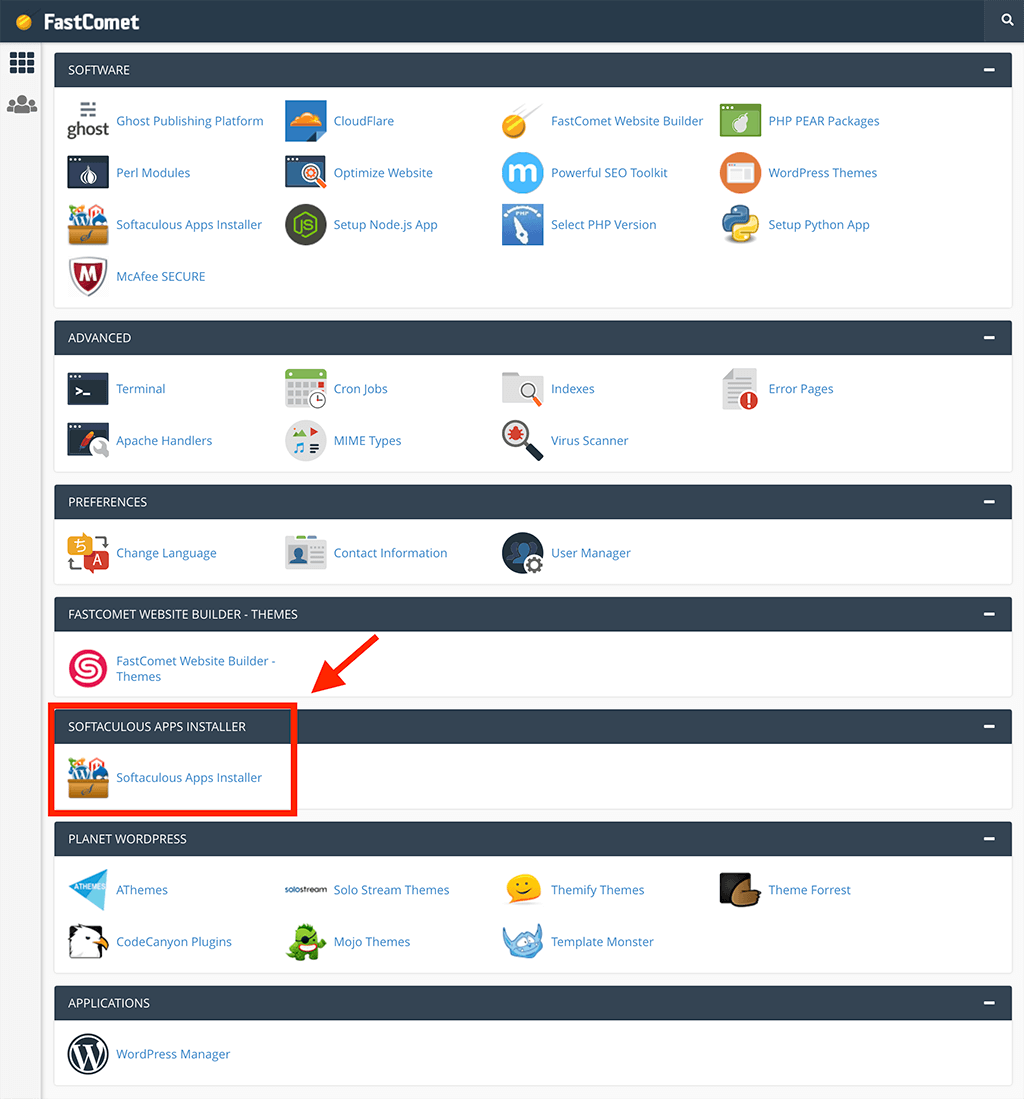 FastComet
SOFTWARE
ghost Ghost Publishing Platform
CloudFlare
FastComet Website Builder
PHP PEAR Packages
Perl Modules
Optimize Website
m Powerful SEO Toolkit
WordPress Themes
Softaculous Apps Installer
JS Setup Node.js App
PHP Select PHP Version
Setup Python App
M McAfee SECURE
ADVANCED
>_ Terminal
Cron Jobs
Indexes
Error Pages
Apache Handlers
MIME Types
Virus Scanner
PREFERENCES
ち A Change Language
Contact Information
User Manager
FASTCOMET WEBSITE BUILDER - THEMES
FastComet Website Builder -
Themes
SOFTACULOUS APPS INSTALLER
Softaculous Apps Installer
PLANET WORDPRESS
ATHEMES AThemes
solostream Solo Stream Themes
Themify Themes
Theme Forrest
CodeCanyon Plugins
Mojo Themes
Template Monster
APPLICATIONS
WordPress Manager